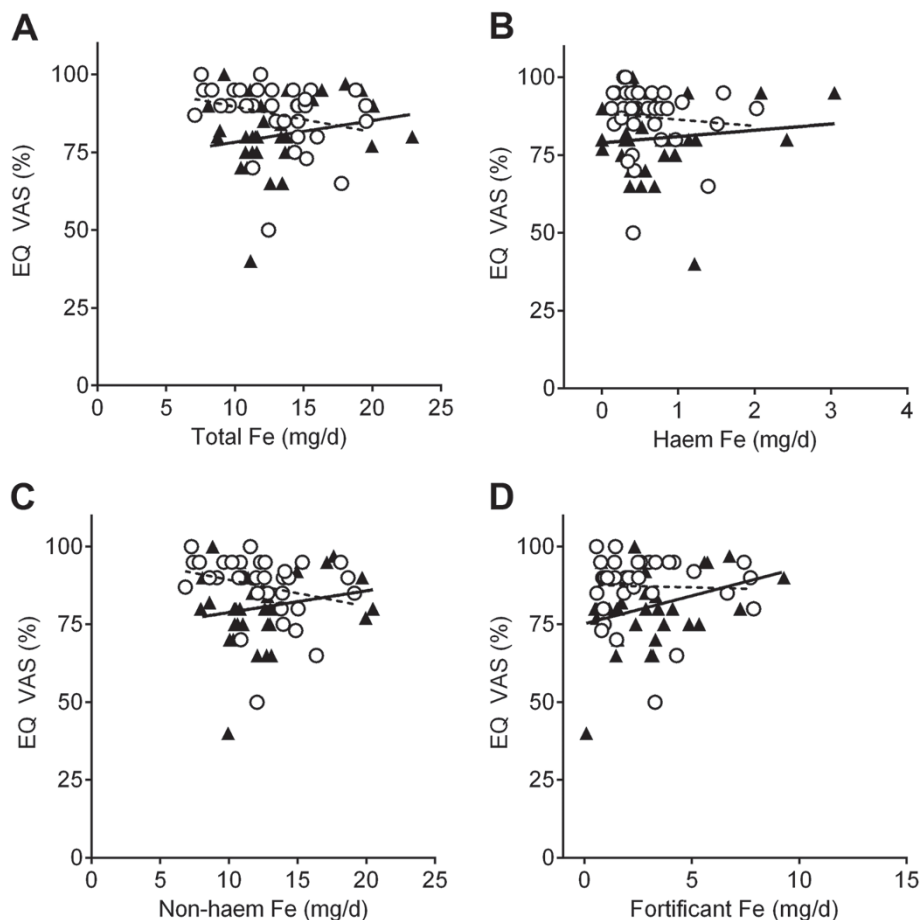 A
EQ VAS (%)
100
75
50
25
0
0 5 10 15 20 25
Total Fe (mg/d)
B
EQ VAS (%)
100
75
50
25
0
0 1 2 3 4
Haem Fe (mg/d)
C
EQ VAS (%)
100
75
50
25
0
0 5 10 15 20 25
Non-haem Fe (mg/d)
D
EQ VAS (%)
100
75
50
25
0
0 5 10 15
Fortificant Fe (mg/d)